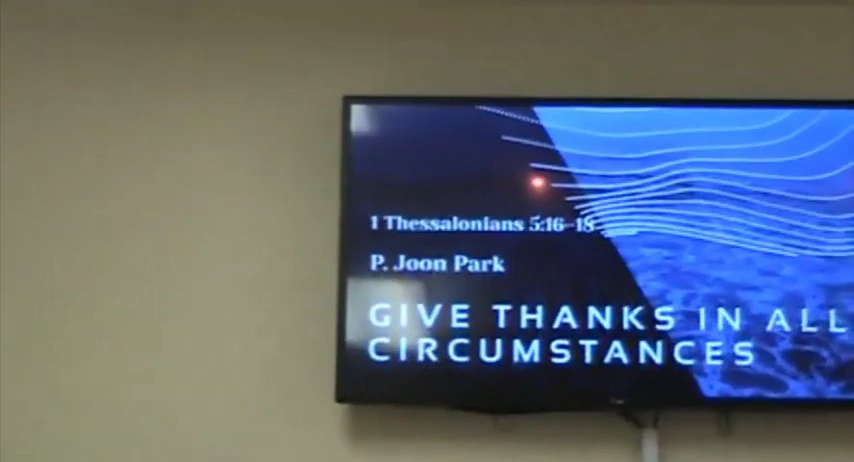 1 Thessalonians 5:16-18
P. Joon Park
GIVE THANKS IN ALL
CIRCUMSTANCES